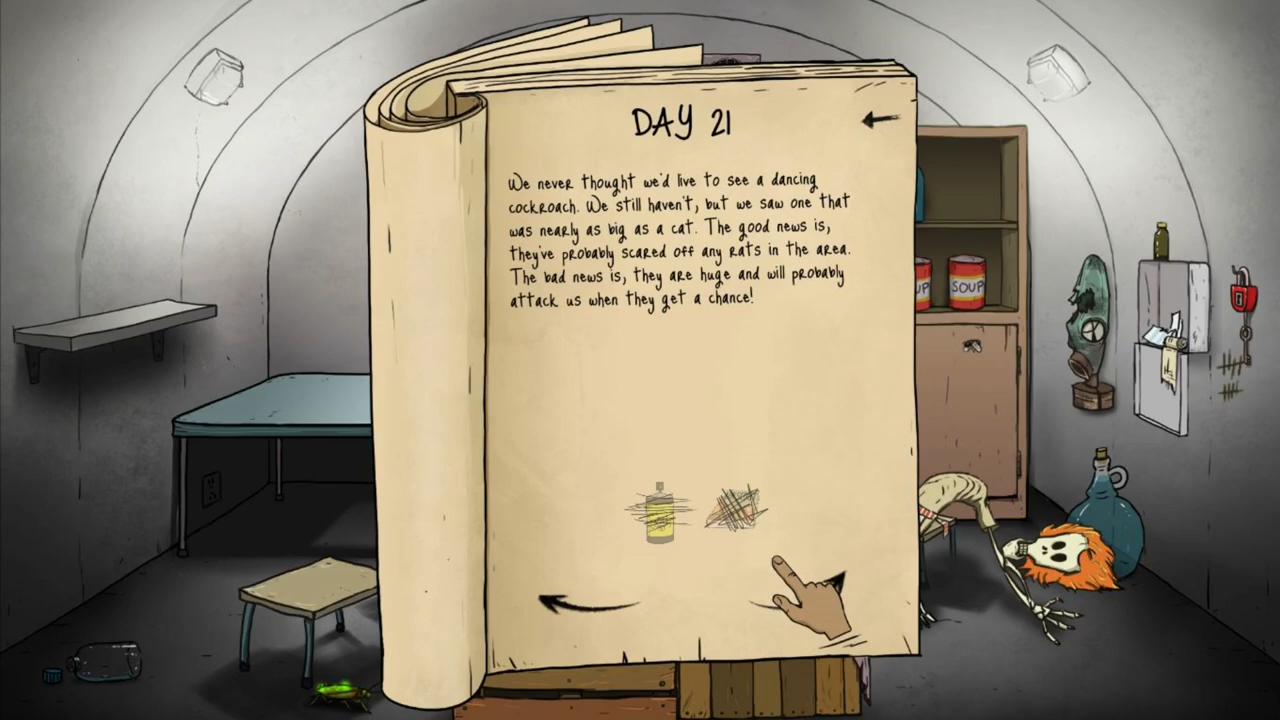 DAY 21
We never thought we'd live to see a dancing
cockroach. We still haven't, but we saw one that
was nearly as big as a cat. The good news is,
they've probably scared off any rats in the area.
The bad news is, they are huge and will probably
attack us when they get a chance!
UP
SOUP